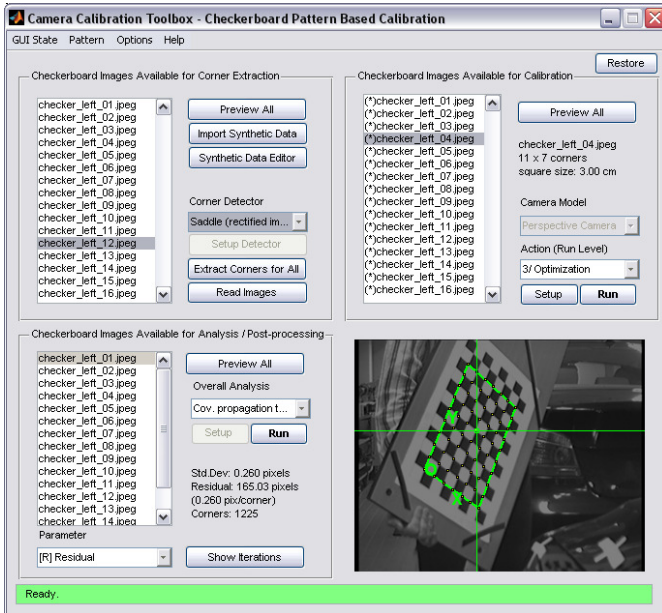 Camera Calibration Toolbox - Checkerboard Pattern Based Calibration
GUI State Pattern Options Help
Restore
Checkerboard Images Available for Corner Extraction
checker_left_01.jpeg
checker_left_02.jpeg
checker_left_03.jpeg
checker_left_04.jpeg
checker_left_05.jpeg
checker_left_06.jpeg
checker_left_07.jpeg
checker_left_08.jpeg
checker_left_09.jpeg
checker_left_10.jpeg
checker_left_11.jpeg
checker_left_12.jpeg
checker_left_13.jpeg
checker_left_14.jpeg
checker_left_15.jpeg
checker_left_16.jpeg
Preview All
Import Synthetic Data
Synthetic Data Editor
Corner Detector
Saddle (rectified im...
Setup Detector
Extract Corners for All
Read Images
Checkerboard Images Available for Calibration
(*)checker_left_01.jpeg
(*)checker_left_02.jpeg
(*)checker_left_03.jpeg
(*)checker_left_04.jpeg
(*)checker_left_05.jpeg
(*)checker_left_06.jpeg
(*)checker_left_07.jpeg
(*)checker_left_08.jpeg
(*)checker_left_09.jpeg
(*)checker_left_10.jpeg
(*)checker_left_11.jpeg
(*)checker_left_12.jpeg
(*)checker_left_13.jpeg
(*)checker_left_14.jpeg
(*)checker_left_15.jpeg
(*)checker_left_16.jpeg
Preview All
checker_left_04.jpeg
11 x 7 corners
square size: 3.00 cm
Camera Model
Perspective Camera
Action (Run Level)
3/ Optimization
Setup Run
Checkerboard Images Available for Analysis / Post-processing
checker_left_01.jpeg
checker_left_02.jpeg
checker_left_03.jpeg
checker_left_04.jpeg
checker_left_05.jpeg
checker_left_06.jpeg
checker_left_07.jpeg
checker_left_08.jpeg
checker_left_09.jpeg
checker_left_10.jpeg
checker_left_11.jpeg
checker_left_12.jpeg
checker_left_13.jpeg
checker_left_14.jpeg
Preview All
Overall Analysis
Cov. propagation t...
Setup Run
Std.Dev: 0.260 pixels
Residual: 165.03 pixels
(0.260 pix/corner)
Corners: 1225
Parameter
[R] Residual
Show Iterations
Ready.